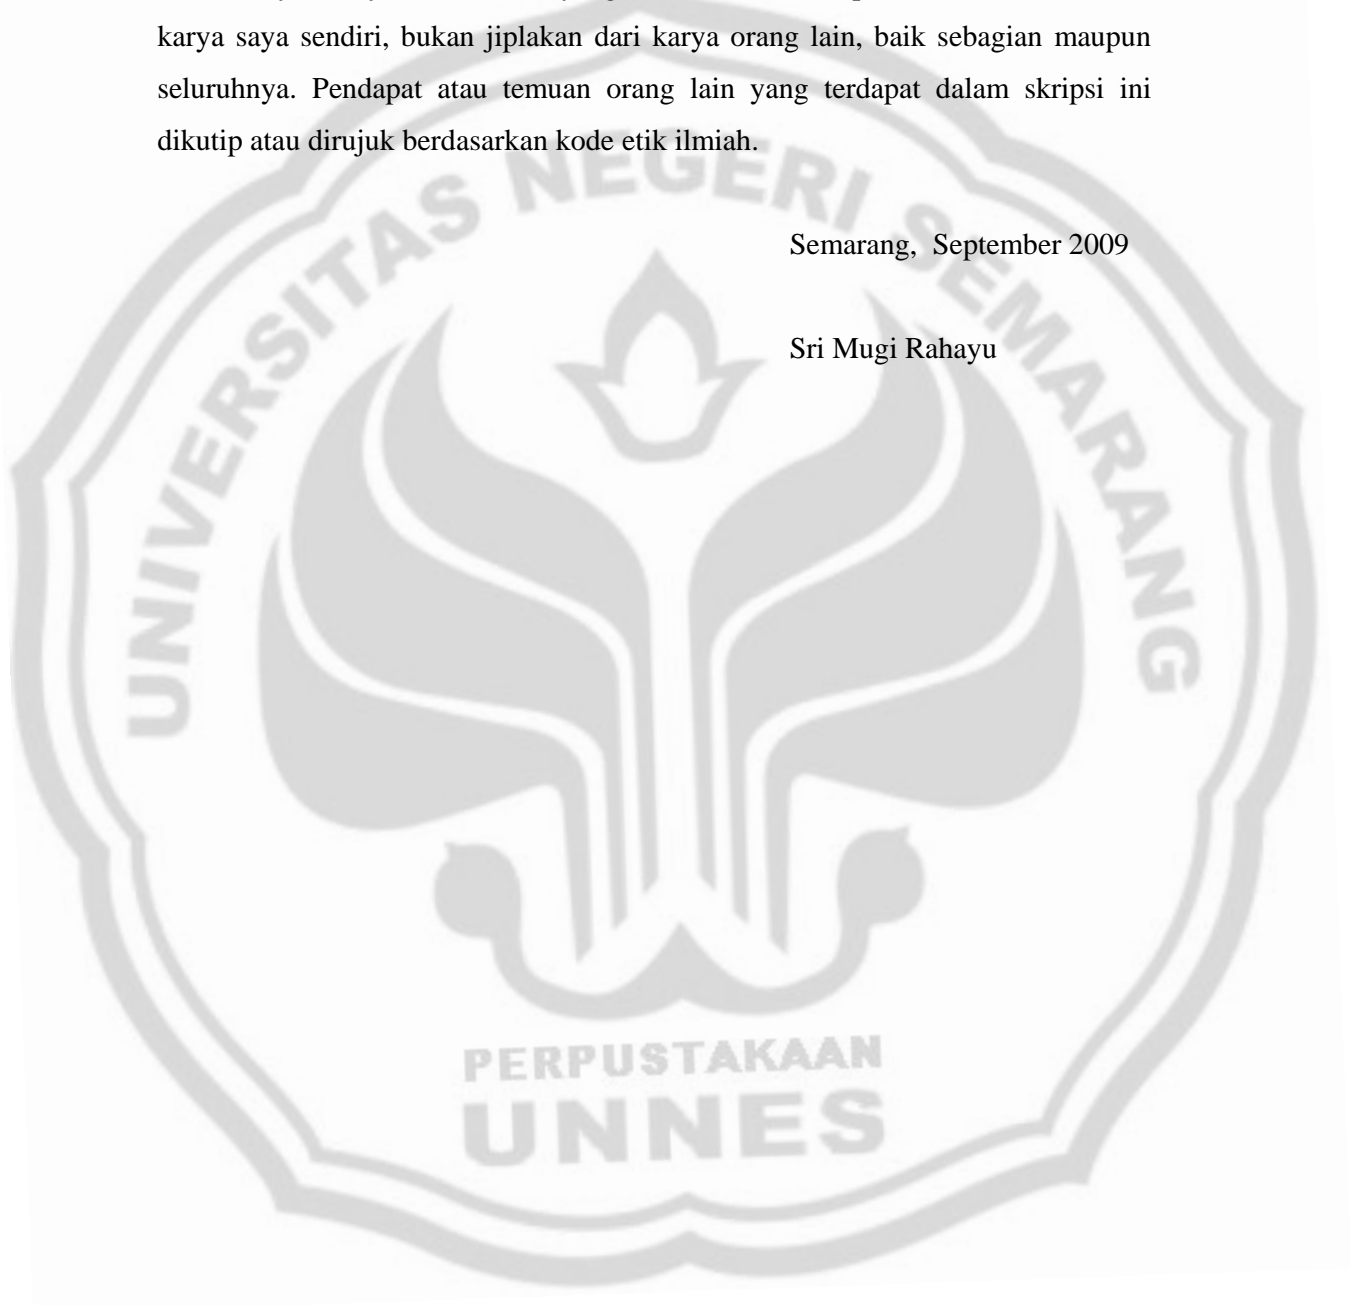 karya saya sendiri, bukan jiplakan dari karya orang lain, baik sebagian maupun
seluruhnya. Pendapat atau temuan orang lain yang terdapat dalam skripsi ini
dikutip atau dirujuk berdasarkan kode etik ilmiah.
UNIVERSITAS NEGERI SEMARANG
Semarang, September 2009
Sri Mugi Rahayu
PERPUSTAKAAN
UNNES